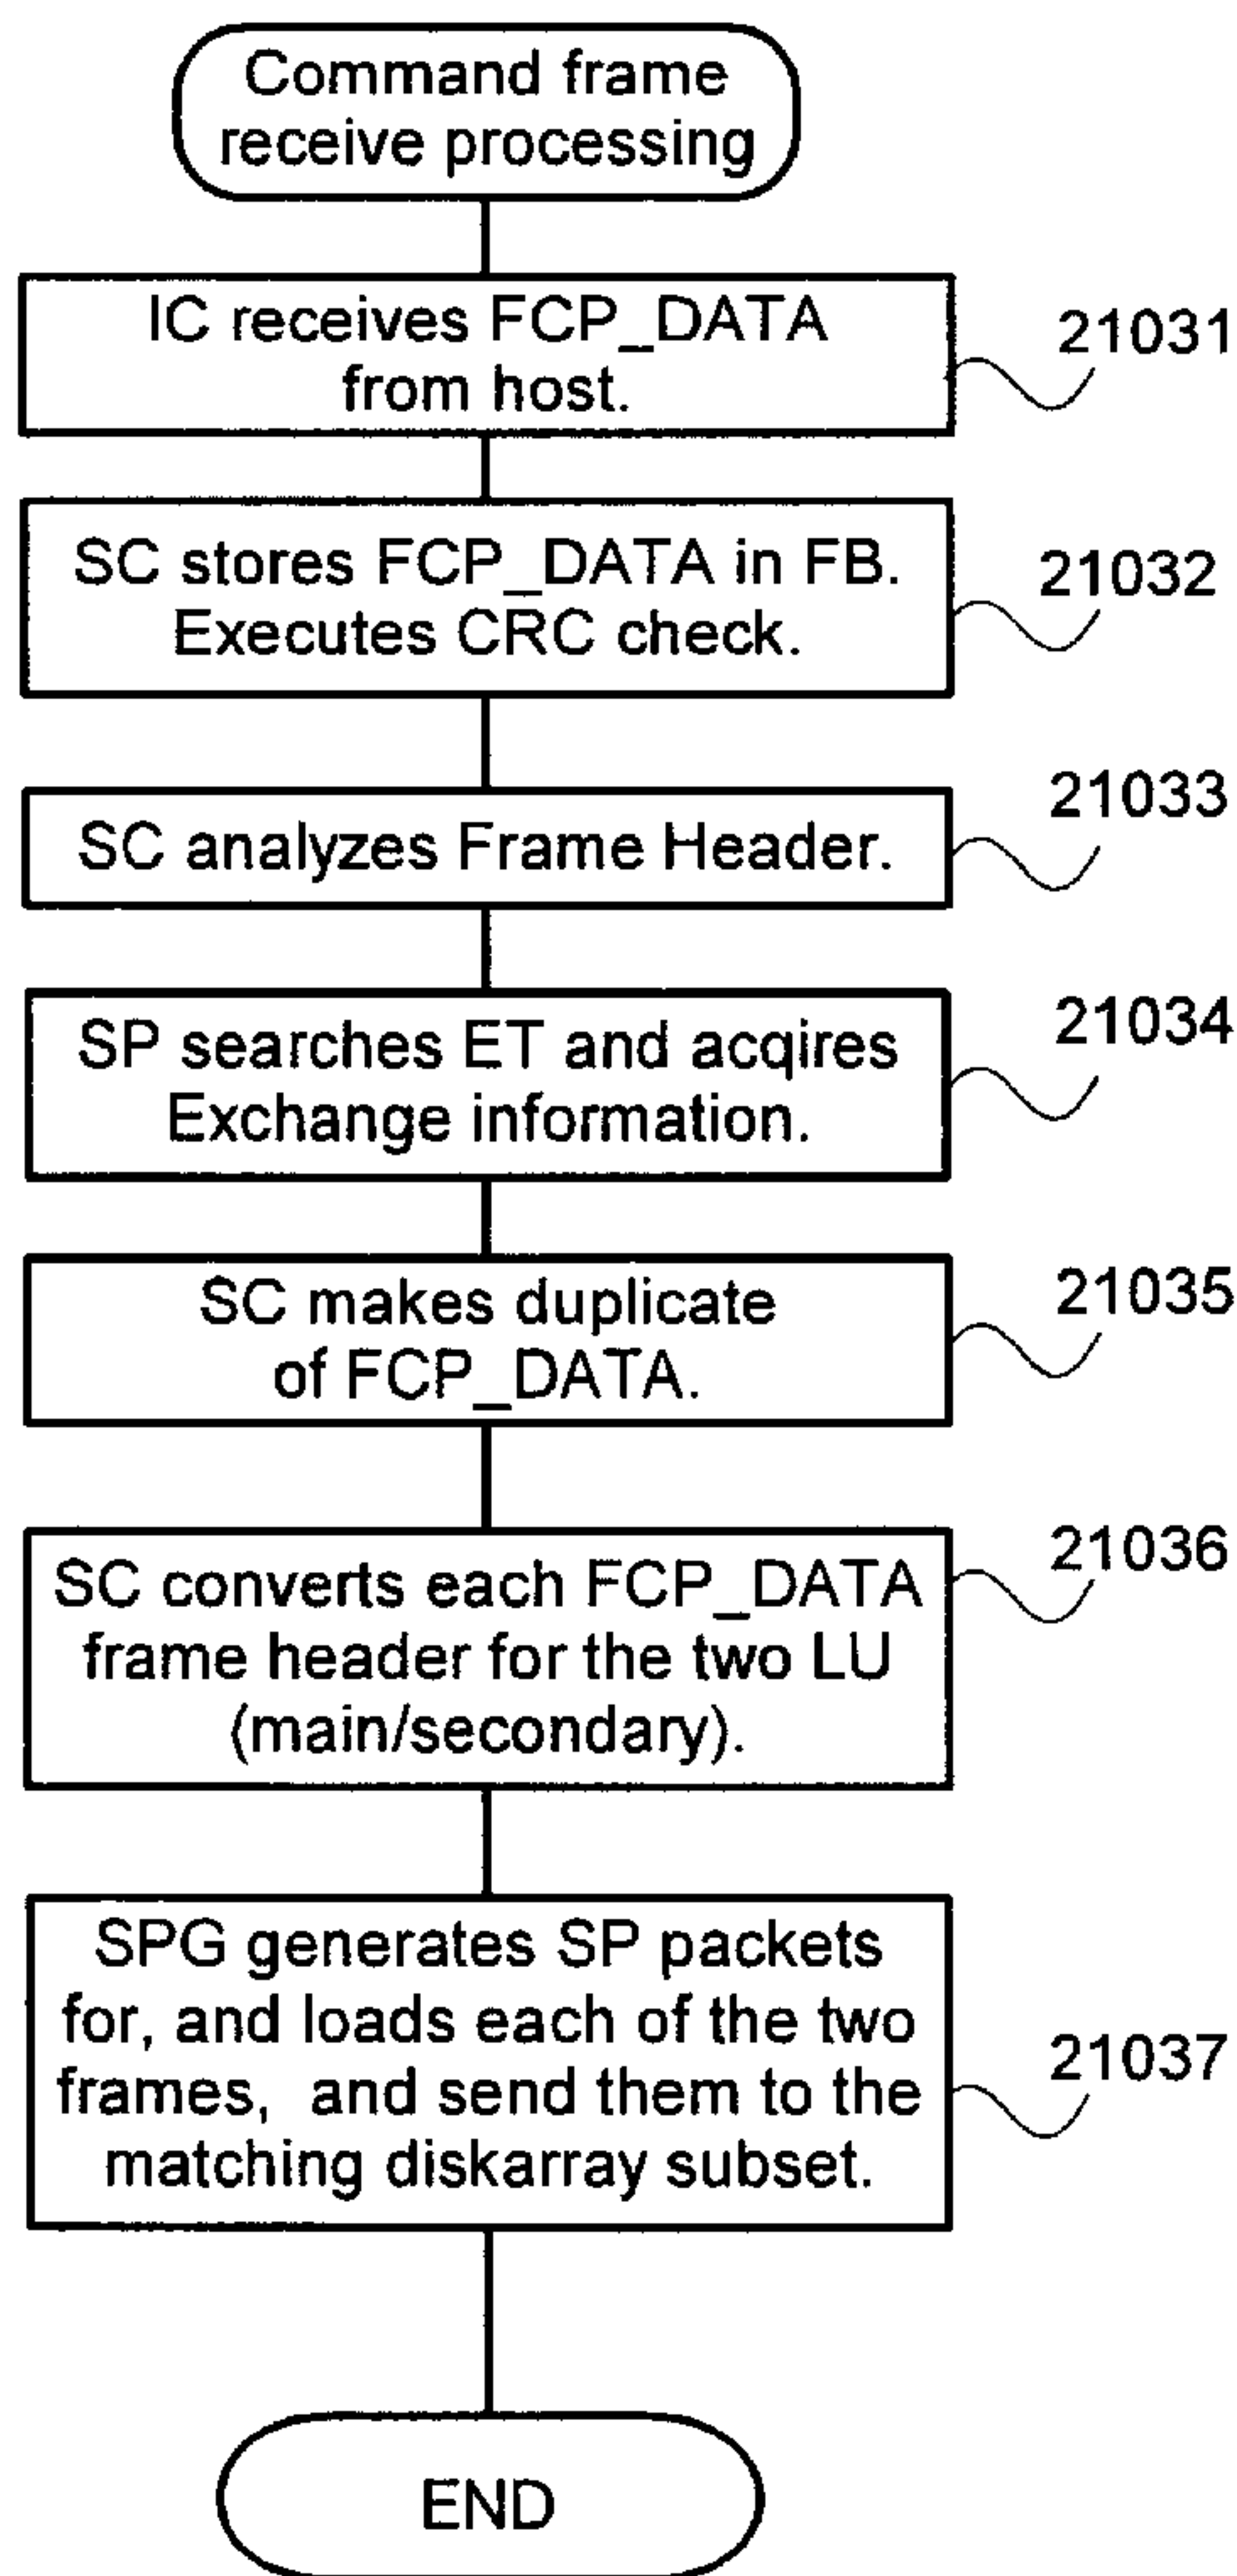 Command frame
receive processing
IC receives FCP_DATA
from host.
21031
SC stores FCP_DATA in FB.
Executes CRC check.
21032
SC analyzes Frame Header.
21033
SP searches ET and acqires
Exchange information.
21034
SC makes duplicate
of FCP_DATA.
21035
SC converts each FCP_DATA
frame header for the two LU
(main/secondary).
21036
SPG generates SP packets
for, and loads each of the two
frames, and send them to the
matching diskarray subset.
21037
END